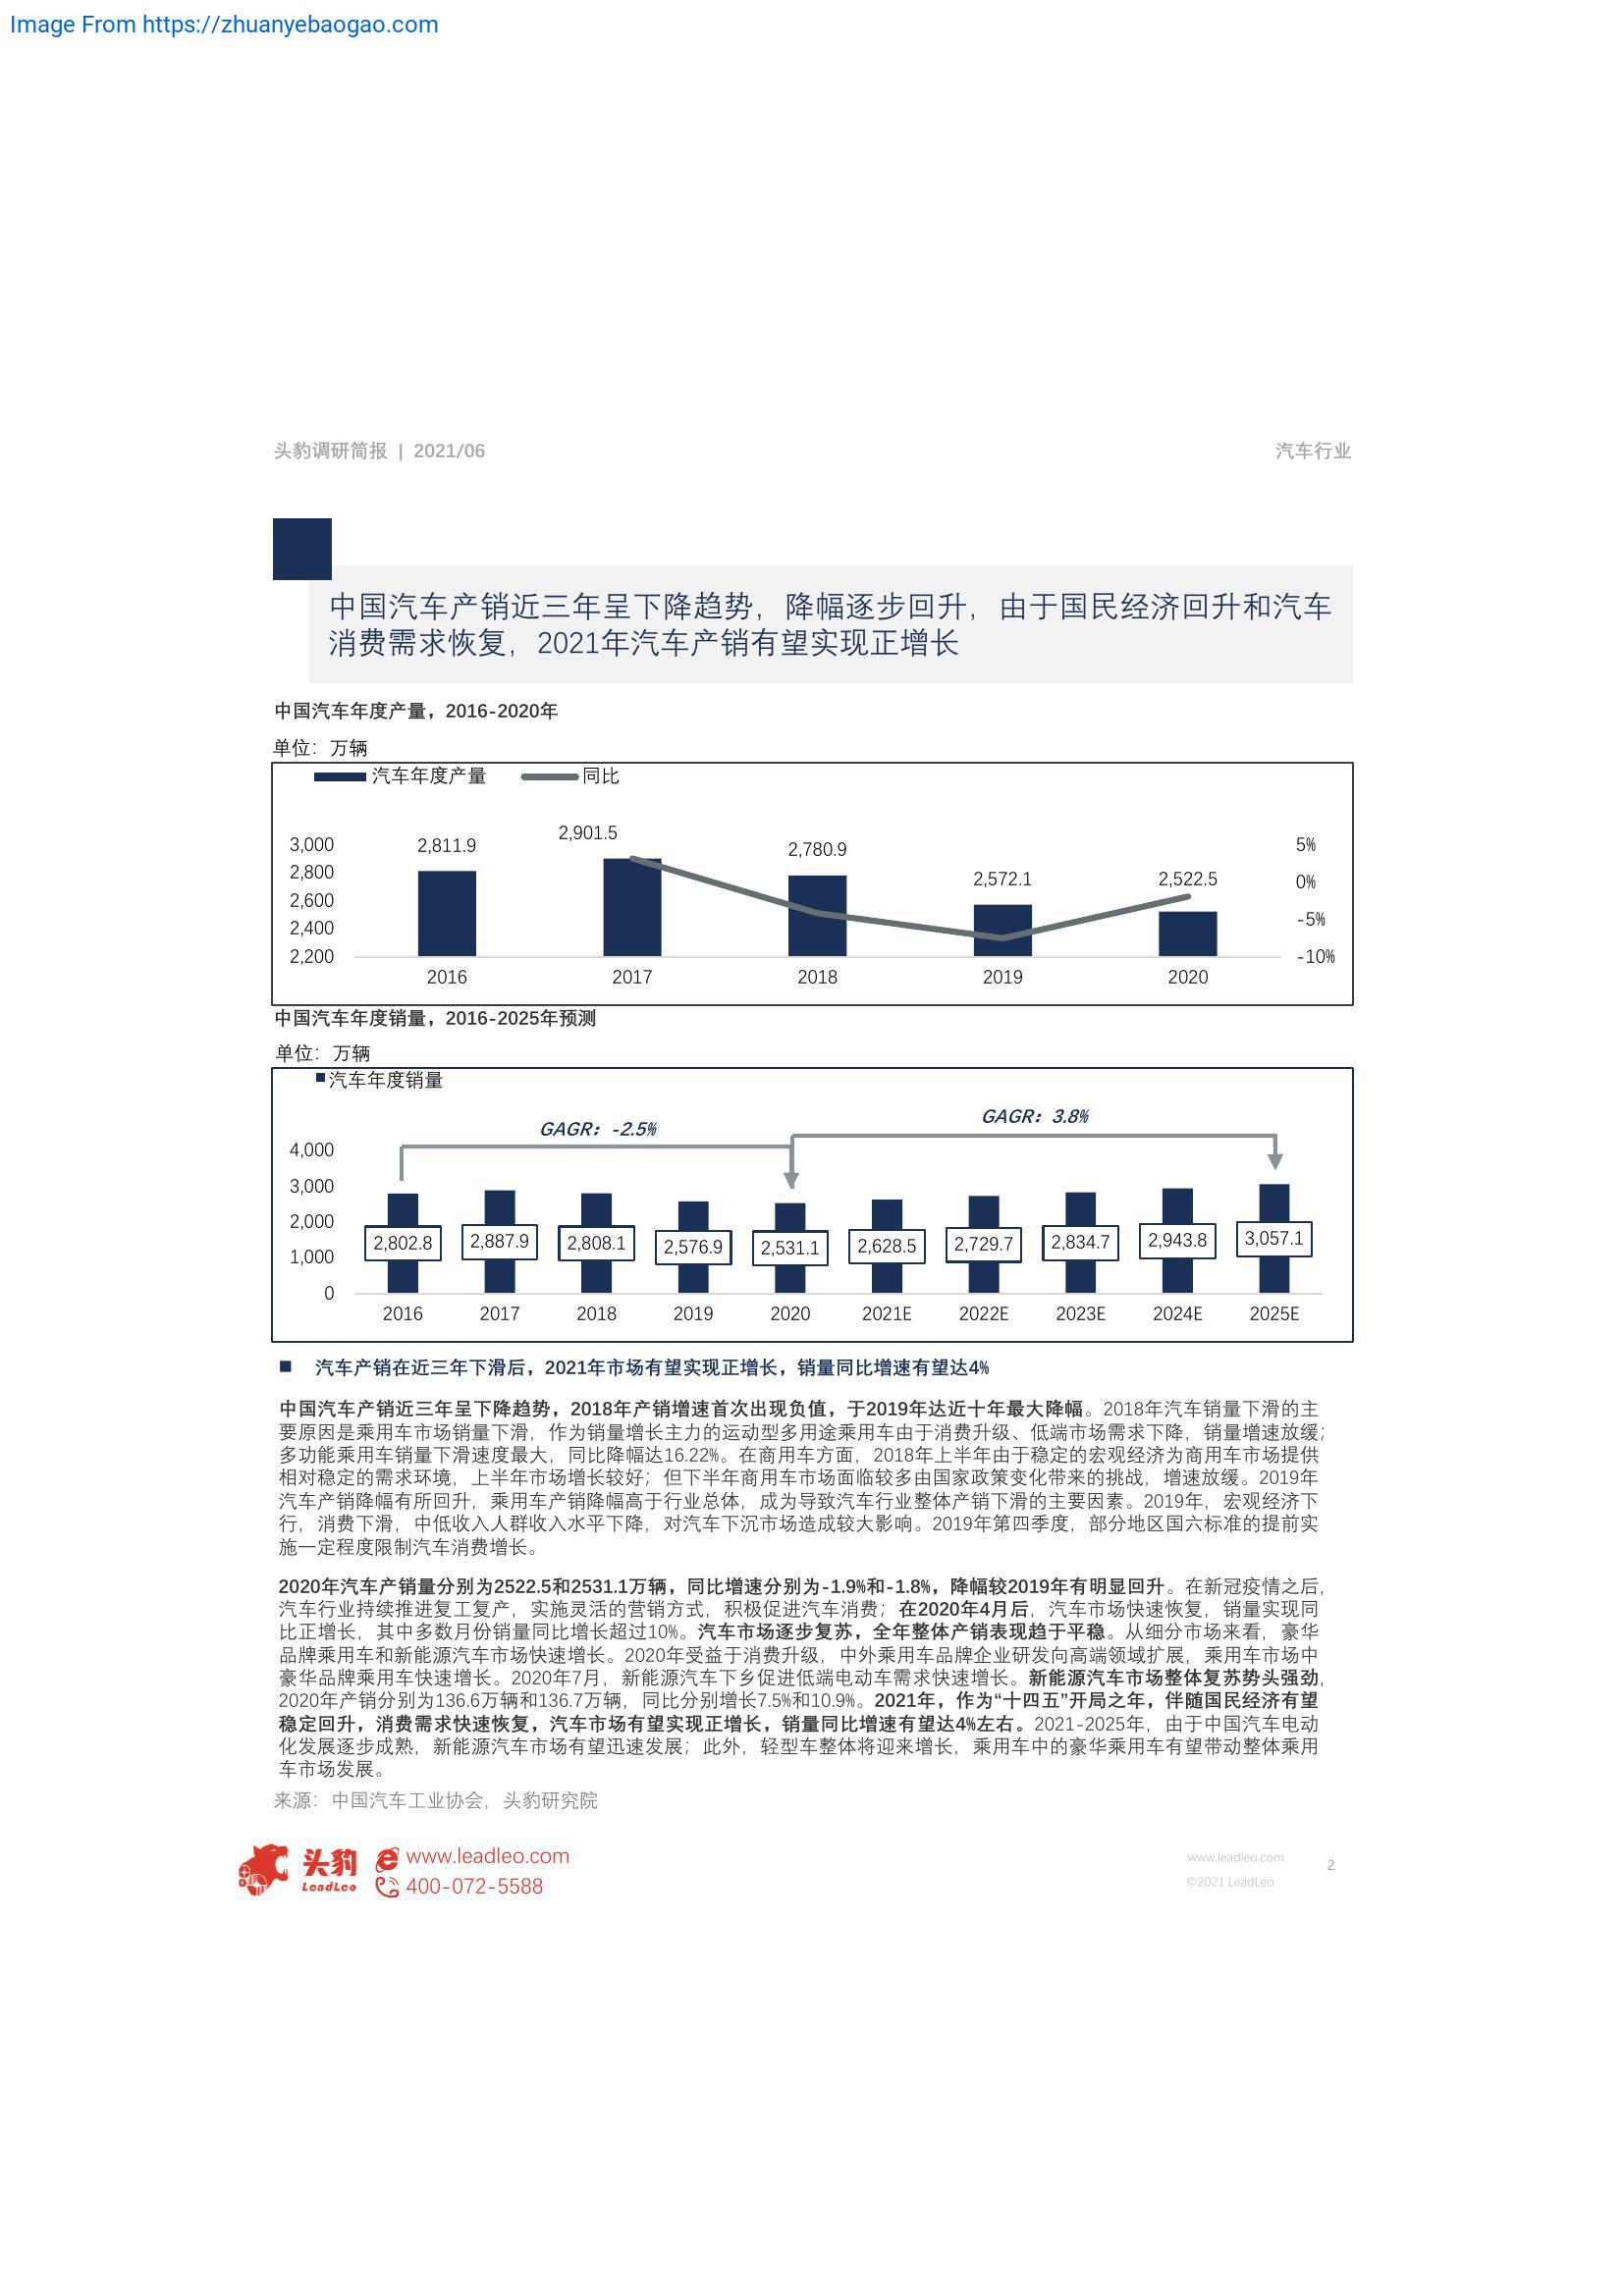 Image From https://zhuanyebaogao.com
头豹调研简报 | 2021/06
汽车行业
中国汽车产销近三年呈下降趋势，降幅逐步回升，由于国民经济回升和汽车
消费需求恢复，2021年汽车产销有望实现正增长
中国汽车年度产量，2016-2020年
单位：万辆
汽车年度产量 同比
3,000
2,800
2,600
2,400
2,200
2,811.9
2,901.5
2,780.9
2,572.1
2,522.5
5%
0%
-5%
-10%
2016 2017 2018 2019 2020
中国汽车年度销量，2016-2025年预测
单位：万辆
汽车年度销量
GAGR：-2.5%
GAGR：3.8%
4,000
3,000
2,000
1,000
0
2,802.8 2,887.9 2,808.1 2,576.9 2,531.1 2,628.5 2,729.7 2,834.7 2,943.8 3,057.1
2016 2017 2018 2019 2020 2021E 2022E 2023E 2024E 2025E
■ 汽车产销在近三年下滑后，2021年市场有望实现正增长，销量同比增速有望达4%
中国汽车产销近三年呈下降趋势，2018年产销增速首次出现负值，于2019年达近十年最大降幅。2018年汽车销量下滑的主
要原因是乘用车市场销量下滑，作为销量增长主力的运动型多用途乘用车由于消费升级、低端市场需求下降，销量增速放缓；
多功能乘用车销量下滑速度最大，同比降幅达16.22%。在商用车方面，2018年上半年由于稳定的宏观经济为商用车市场提供
相对稳定的需求环境，上半年市场增长较好；但下半年商用车市场面临较多由国家政策变化带来的挑战，增速放缓。2019年
汽车产销降幅有所回升，乘用车产销降幅高于行业总体，成为导致汽车行业整体产销下滑的主要因素。2019年，宏观经济下
行，消费下滑，中低收入人群收入水平下降，对汽车下沉市场造成较大影响。2019年第四季度，部分地区国六标准的提前实
施一定程度限制汽车消费增长。
2020年汽车产销量分别为2522.5和2531.1万辆，同比增速分别为-1.9%和-1.8%，降幅较2019年有明显回升。在新冠疫情之后，
汽车行业持续推进复工复产，实施灵活的营销方式，积极促进汽车消费；在2020年4月后，汽车市场快速恢复，销量实现同
比正增长，其中多数月份销量同比增长超过10%。汽车市场逐步复苏，全年整体产销表现趋于平稳。从细分市场来看，豪华
品牌乘用车和新能源汽车市场快速增长。2020年受益于消费升级，中外乘用车品牌企业研发向高端领域扩展，乘用车市场中
豪华品牌乘用车快速增长。2020年7月，新能源汽车下乡促进低端电动车需求快速增长。新能源汽车市场整体复苏势头强劲，
2020年产销分别为136.6万辆和136.7万辆，同比分别增长7.5%和10.9%。2021年，作为“十四五”开局之年，伴随国民经济有望
稳定回升，消费需求快速恢复，汽车市场有望实现正增长，销量同比增速有望达4%左右。2021-2025年，由于中国汽车电动
化发展逐步成熟，新能源汽车市场有望迅速发展；此外，轻型车整体将迎来增长，乘用车中的豪华乘用车有望带动整体乘用
车市场发展。
来源：中国汽车工业协会，头豹研究院
头豹
LeadLeo
www.leadleo.com
400-072-5588
www.leadleo.com
©2021 LeadLeo
2